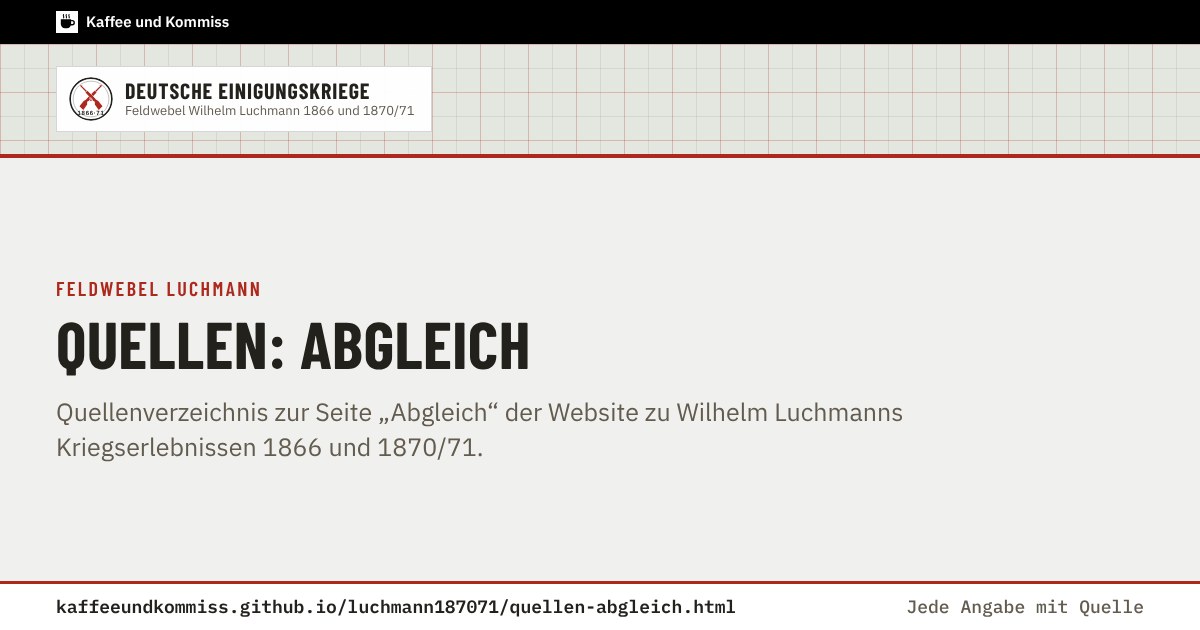 Kaffee und Kommiss
DEUTSCHE EINIGUNGSKRIEGE
Feldwebel Wilhelm Luchmann 1866 und 1870/71
1866-71
FELDWEBEL LUCHMANN
QUELLEN: ABGLEICH
Quellenverzeichnis zur Seite „Abgleich“ der Website zu Wilhelm Luchmanns
Kriegserlebnissen 1866 und 1870/71.
kaffeeundkommiss.github.io/luchmann187071/quellen-abgleich.html
Jede Angabe mit Quelle